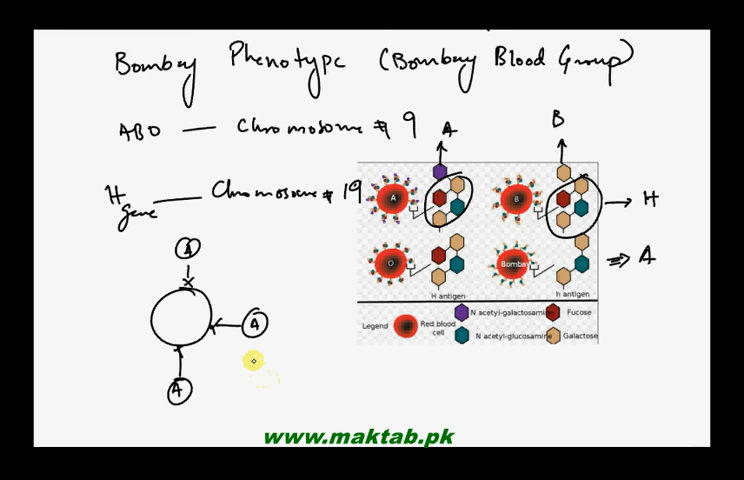 Bombay Phenotype (Bombay Blood Group)
ABO — Chromosome # 9
A
B
H gene — Chromosome # 19
A
B
H
O
Bombay
A
H antigen
h antigen
Legend
Red blood cell
N acetyl-galactosamine
Fucose
N acetyl-glucosamine
Galactose
A
A
A
www.maktab.pk